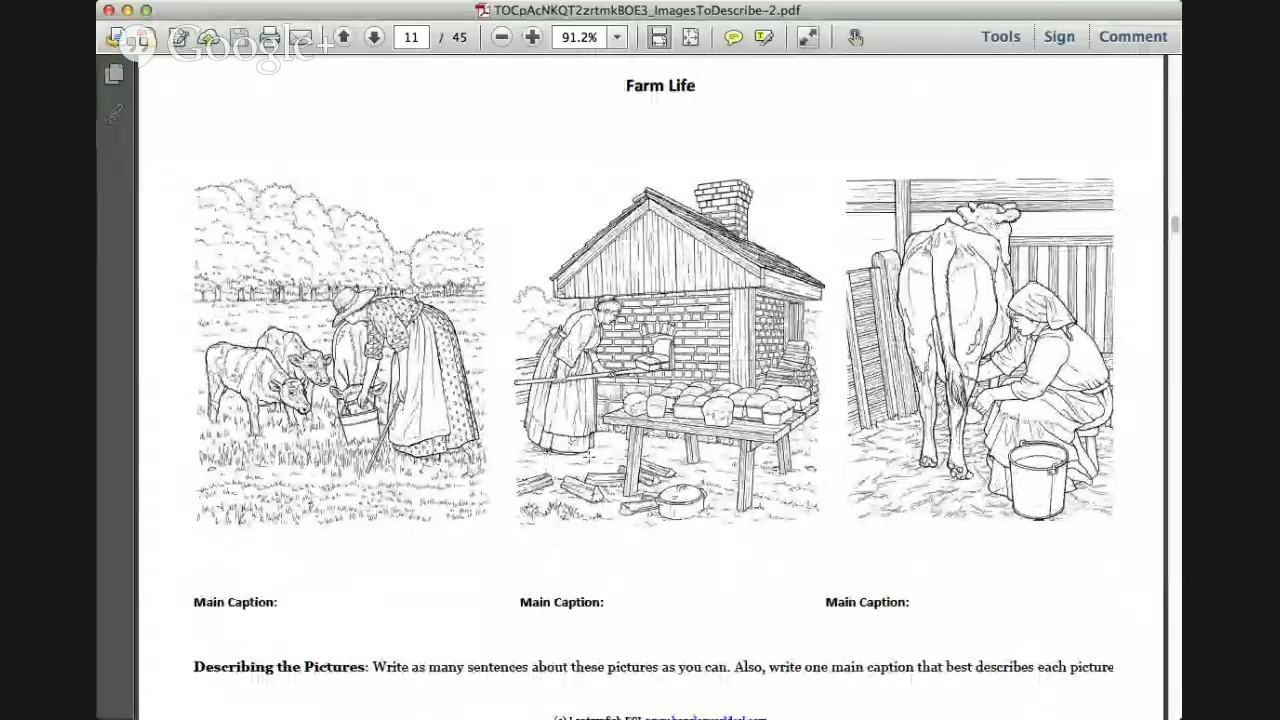 TOCpAcNKQT2zrtmkBOE3_ImagesToDescribe-2.pdf
Google+
11 / 45
91.2%
Tools
Sign
Comment
Farm Life
Main Caption:
Main Caption:
Main Caption:
Describing the Pictures: Write as many sentences about these pictures as you can. Also, write one main caption that best describes each picture